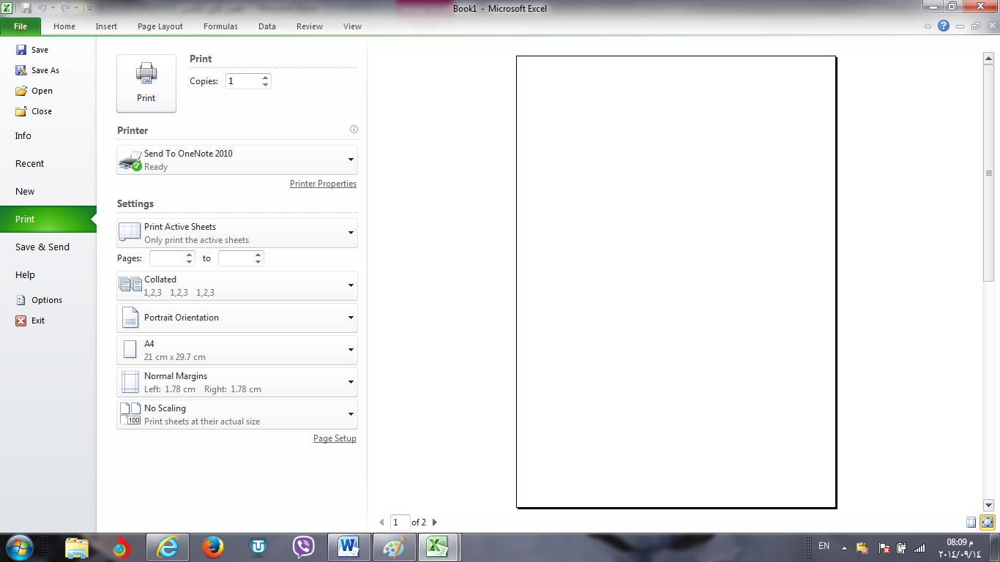 Book1 - Microsoft Excel
File Home Insert Page Layout Formulas Data Review View
Save
Save As
Open
Close
Info
Recent
New
Print
Save & Send
Help
Options
Exit
Print
Print
Copies: 1
Printer
Send To OneNote 2010
Ready
Printer Properties
Settings
Print Active Sheets
Only print the active sheets
Pages: to
Collated
1,2,3 1,2,3 1,2,3
Portrait Orientation
A4
21 cm x 29.7 cm
Normal Margins
Left: 1.78 cm Right: 1.78 cm
No Scaling
100
Print sheets at their actual size
Page Setup
1 of 2
EN
08:09 م
٢٠١٤/٠٩/١٤